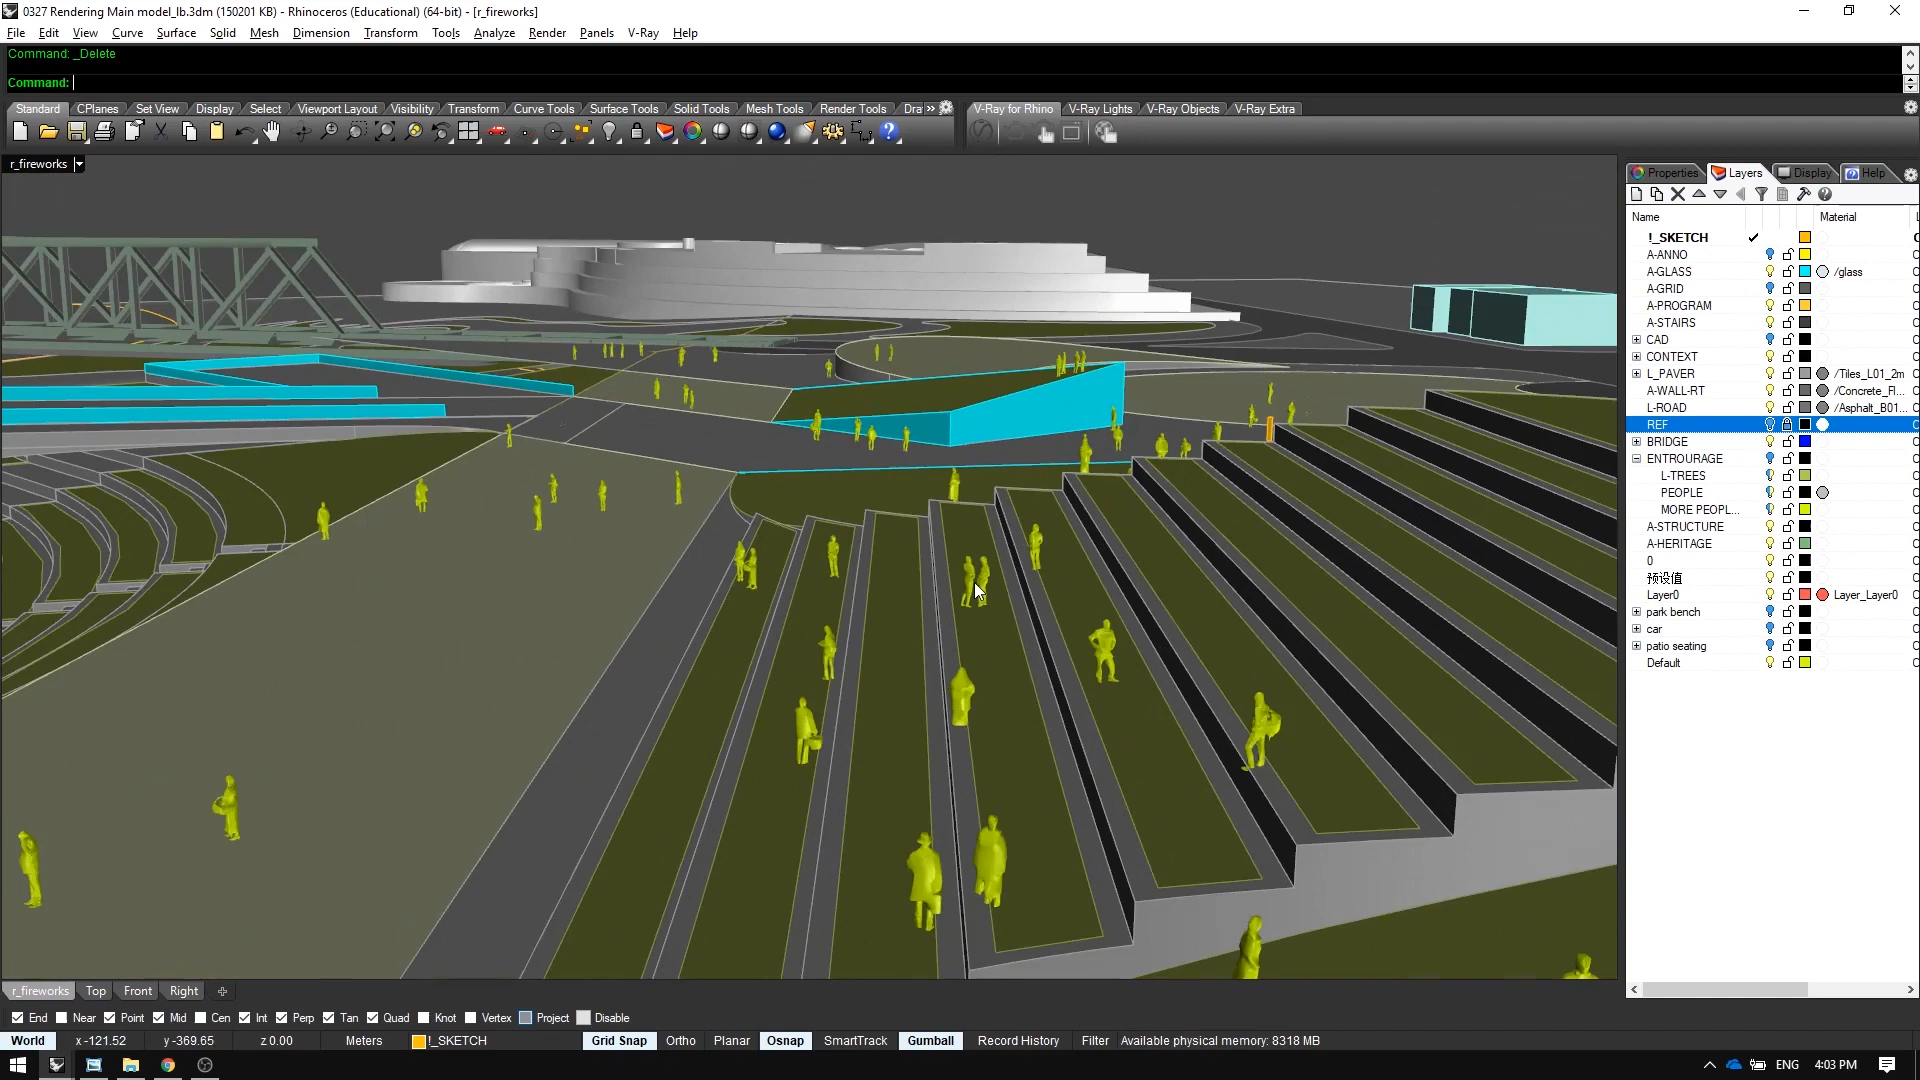 0327 Rendering Main model_lb.3dm (150201 KB) - Rhinoceros (Educational) (64-bit) - [r_fireworks]
File Edit View Curve Surface Solid Mesh Dimension Transform Tools Analyze Render Panels V-Ray Help
Command: _Delete
Command:
Standard CPlanes Set View Display Select Viewport Layout Visibility Transform Curve Tools Surface Tools Solid Tools Mesh Tools Render Tools Dra »
V-Ray for Rhino V-Ray Lights V-Ray Objects V-Ray Extra
r_fireworks
Properties Layers Display Help
Name Material
!_SKETCH
A-ANNO
A-GLASS /glass
A-GRID
A-PROGRAM
A-STAIRS
CAD
CONTEXT
L_PAVER /Tiles_L01_2m
A-WALL-RT /Concrete_Fl...
L-ROAD /Asphalt_B01...
REF
BRIDGE
ENTOURAGE
L-TREES
PEOPLE
MORE PEOPL...
A-STRUCTURE
A-HERITAGE
0
预设值
Layer0 Layer_Layer0
park bench
car
patio seating
Default
r_fireworks Top Front Right
End Near Point Mid Cen Int Perp Tan Quad Knot Vertex Project Disable
World x -121.52 y -369.65 z 0.00 Meters !_SKETCH Grid Snap Ortho Planar Osnap SmartTrack Gumball Record History Filter Available physical memory: 8318 MB
ENG 4:03 PM